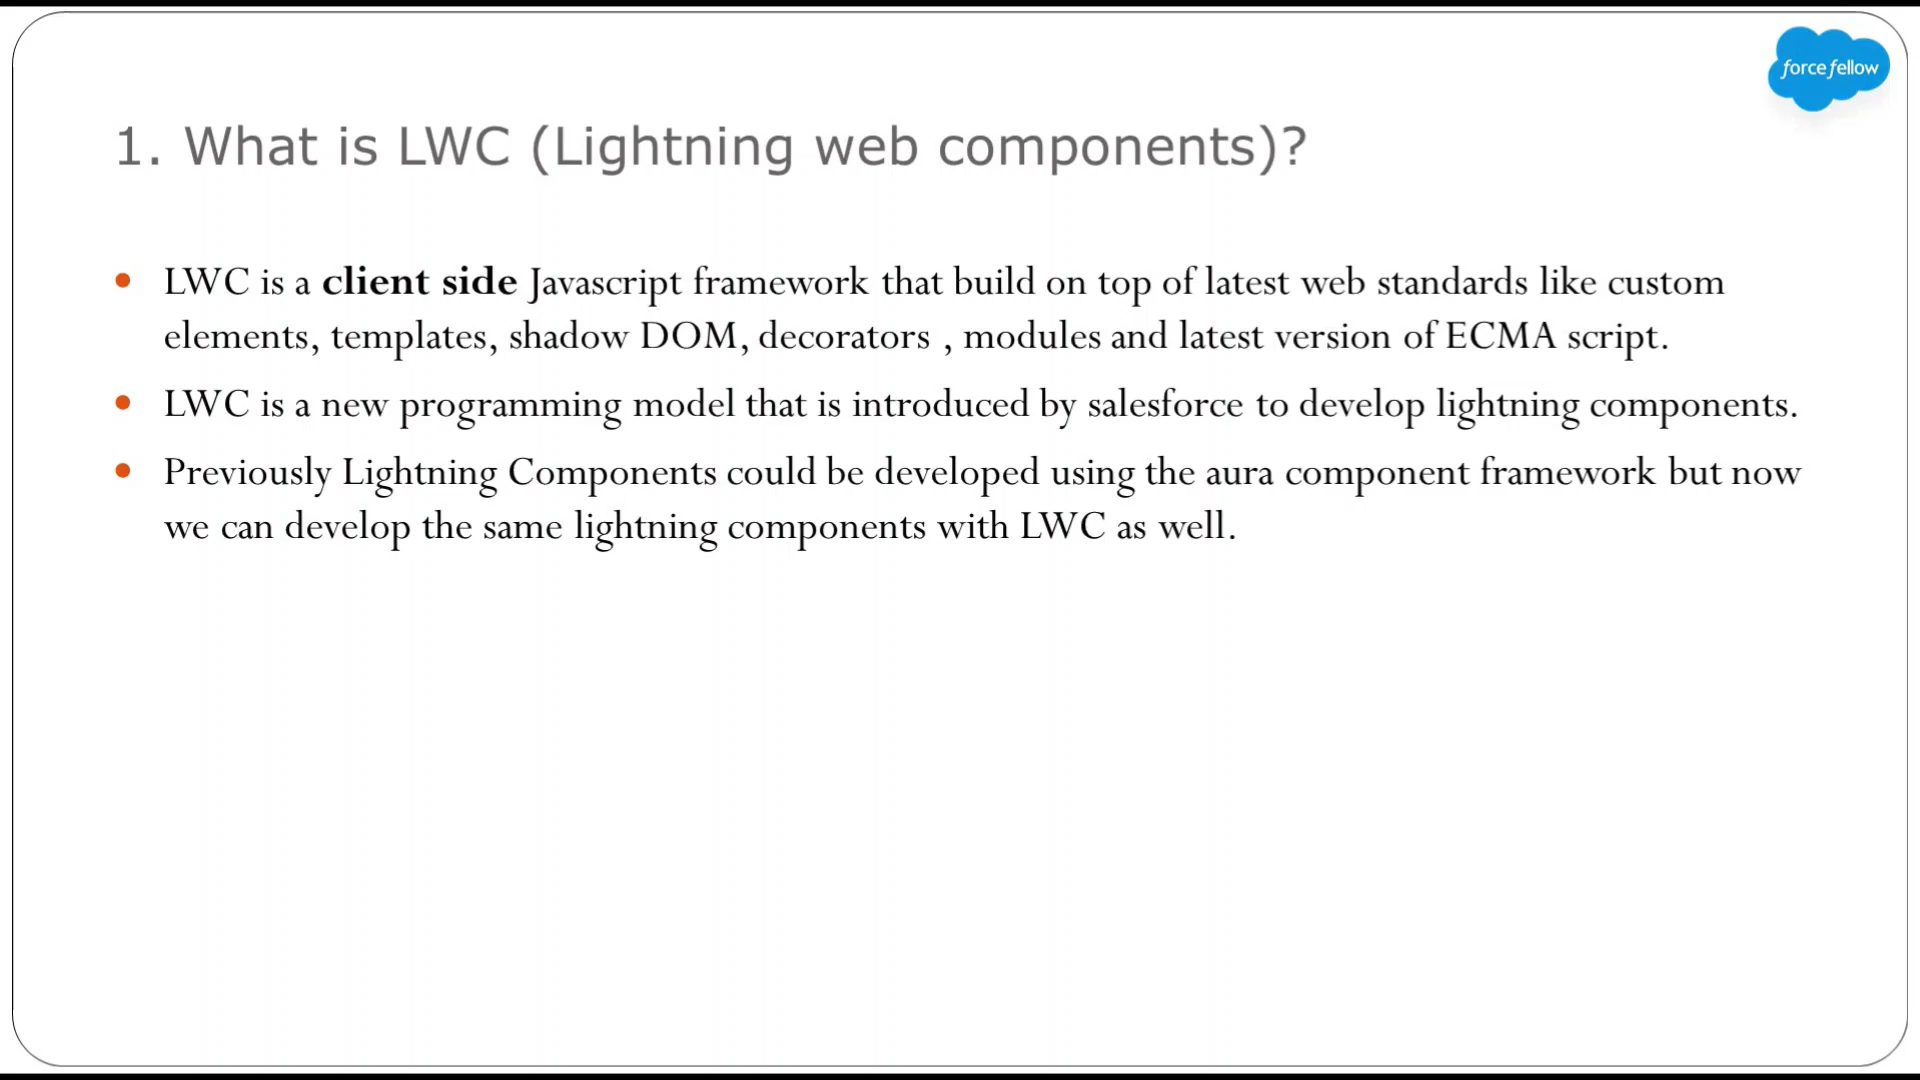 force fellow
1. What is LWC (Lightning web components)?
• LWC is a client side Javascript framework that build on top of latest web standards like custom
elements, templates, shadow DOM, decorators , modules and latest version of ECMA script.
• LWC is a new programming model that is introduced by salesforce to develop lightning components.
• Previously Lightning Components could be developed using the aura component framework but now
we can develop the same lightning components with LWC as well.